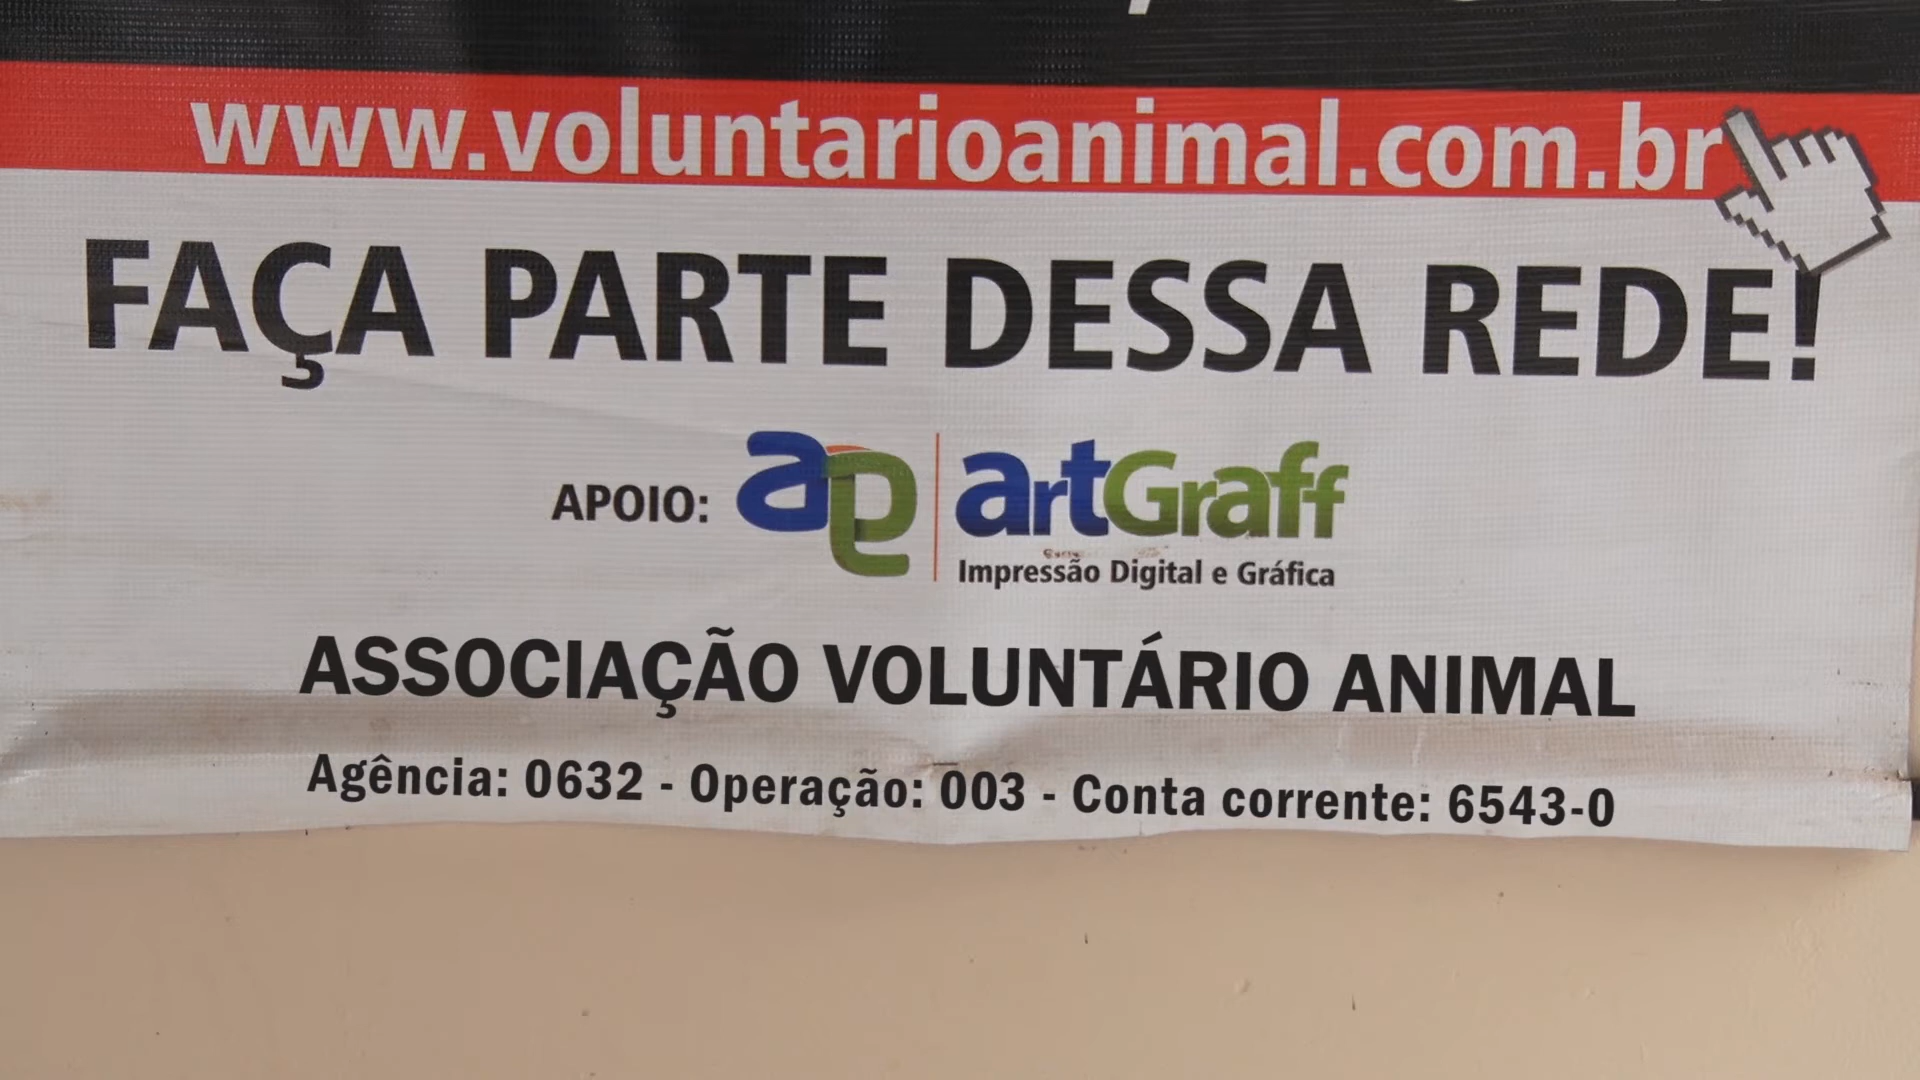 www.voluntarioanimal.com.br
FAÇA PARTE DESSA REDE!
APOIO: ae artGraff
Impressão Digital e Gráfica
ASSOCIAÇÃO VOLUNTÁRIO ANIMAL
Agência: 0632 - Operação: 003 - Conta corrente: 6543-0